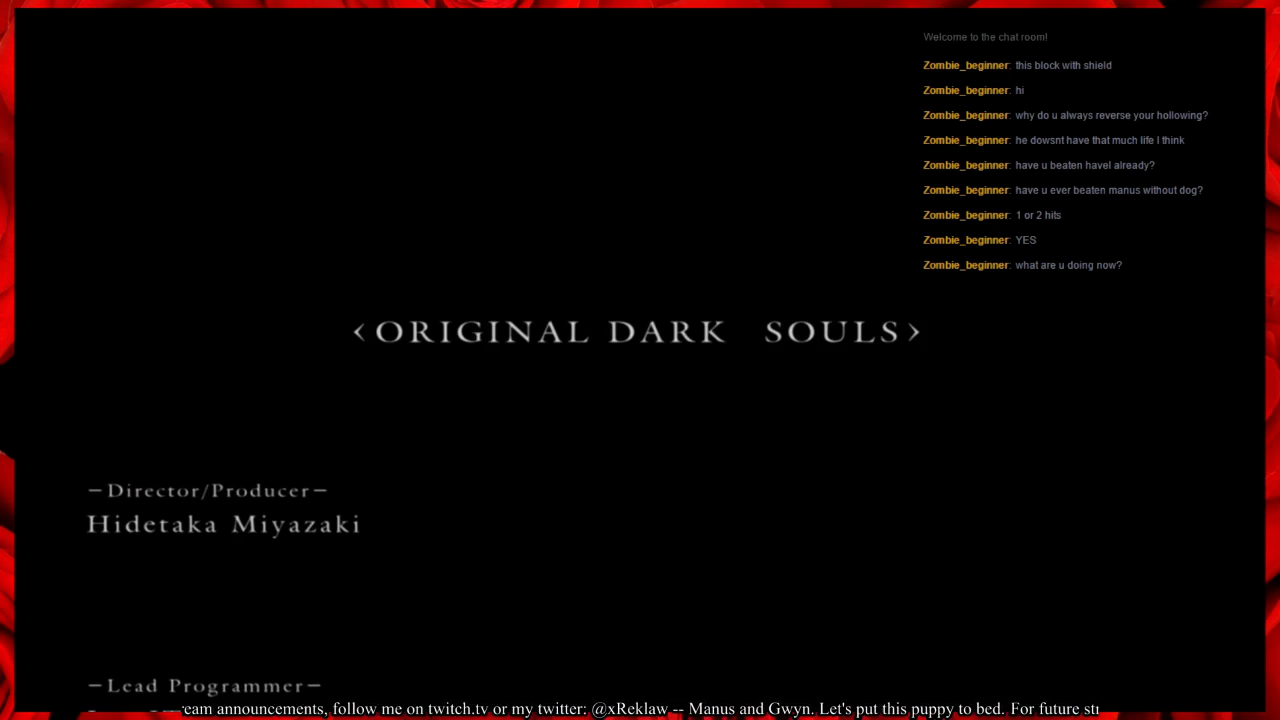 Welcome to the chat room!
Zombie_beginner: this block with shield
Zombie_beginner: hi
Zombie_beginner: why do u always reverse your hollowing?
Zombie_beginner: he dowsnt have that much life I think
Zombie_beginner: have u beaten havel already?
Zombie_beginner: have u ever beaten manus without dog?
Zombie_beginner: 1 or 2 hits
Zombie_beginner: YES
Zombie_beginner: what are u doing now?
<ORIGINAL DARK SOULS>
—Director/Producer—
Hidetaka Miyazaki
—Lead Programmer—
eam announcements, follow me on twitch.tv or my twitter: @xReklaw -- Manus and Gwyn. Let's put this puppy to bed. For future st